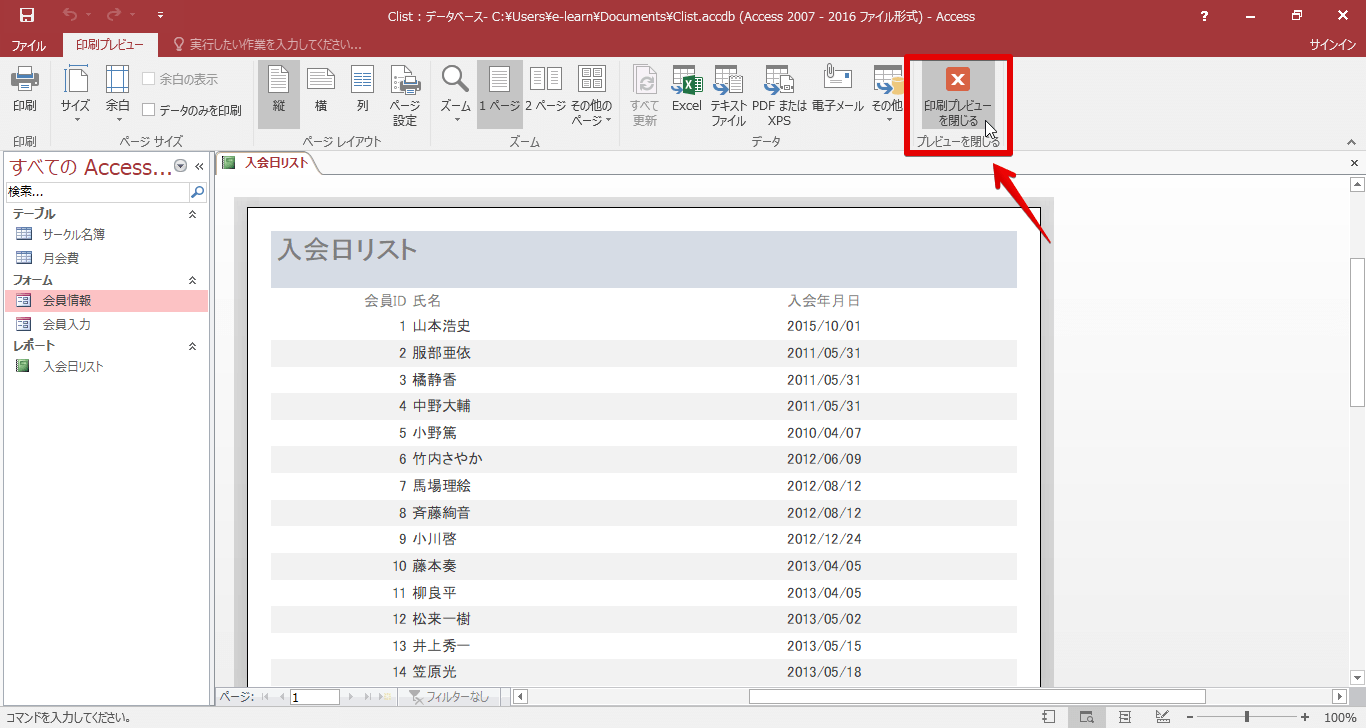 Clist : データベース- C:¥Users¥e-learn¥Documents¥Clist.accdb (Access 2007 - 2016 ファイル形式) - Access
?
ファイル 印刷プレビュー 実行したい作業を入力してください... サインイン
印刷 サイズ 余白 余白の表示 データのみを印刷
縦 横 列 ページ設定
ズーム 1 ページ 2 ページ その他のページ
すべて更新 Excel テキストファイル PDF または XPS 電子メール その他
印刷プレビューを閉じる
印刷 ページ サイズ ページ レイアウト ズーム データ プレビューを閉じる
すべての Access...
検索...
テーブル
サークル名簿
月会費
フォーム
会員情報
会員入力
レポート
入会日リスト
入会日リスト
入会日リスト
会員ID 氏名 入会年月日
1 山本浩史 2015/10/01
2 服部亜依 2011/05/31
3 橘静香 2011/05/31
4 中野大輔 2011/05/31
5 小野篤 2010/04/07
6 竹内さやか 2012/06/09
7 馬場理絵 2012/08/12
8 斉藤絢音 2012/08/12
9 小川啓 2012/12/24
10 藤本奏 2013/04/05
11 柳良平 2013/04/05
12 松来一樹 2013/05/02
13 井上秀一 2013/05/15
14 笠原光 2013/05/18
ページ: 1 フィルターなし
コマンドを入力してください。 100%